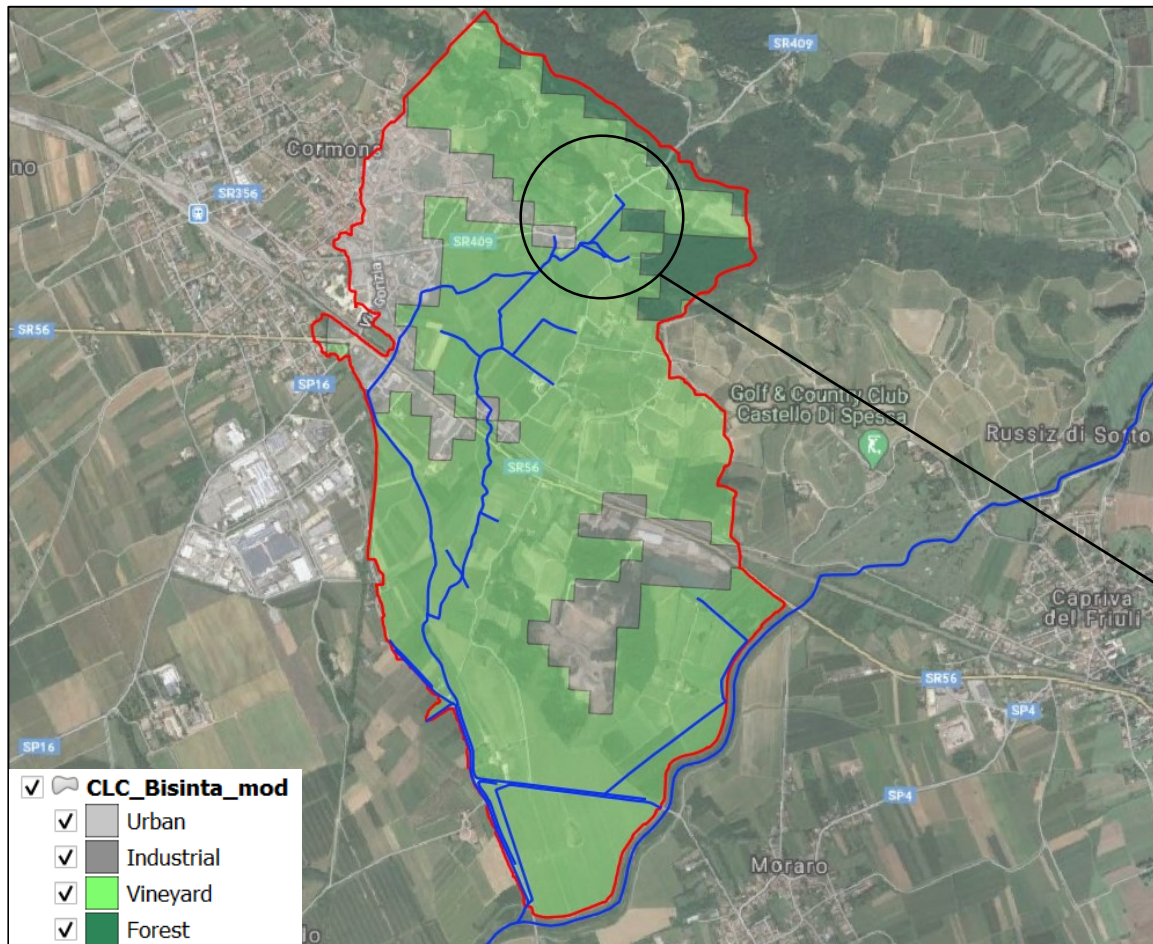 SR409
Cormons
no
SR356
SR409
Gorizia
SR56
SP16
Golf & Country Club
Castello Di Spessa
Russiz di Sotto
SR56
Capriva
del Friuli
SR56
SP4
SP16
SP4
Moraro
lo
CLC_Bisinta_mod
Urban
Industrial
Vineyard
Forest